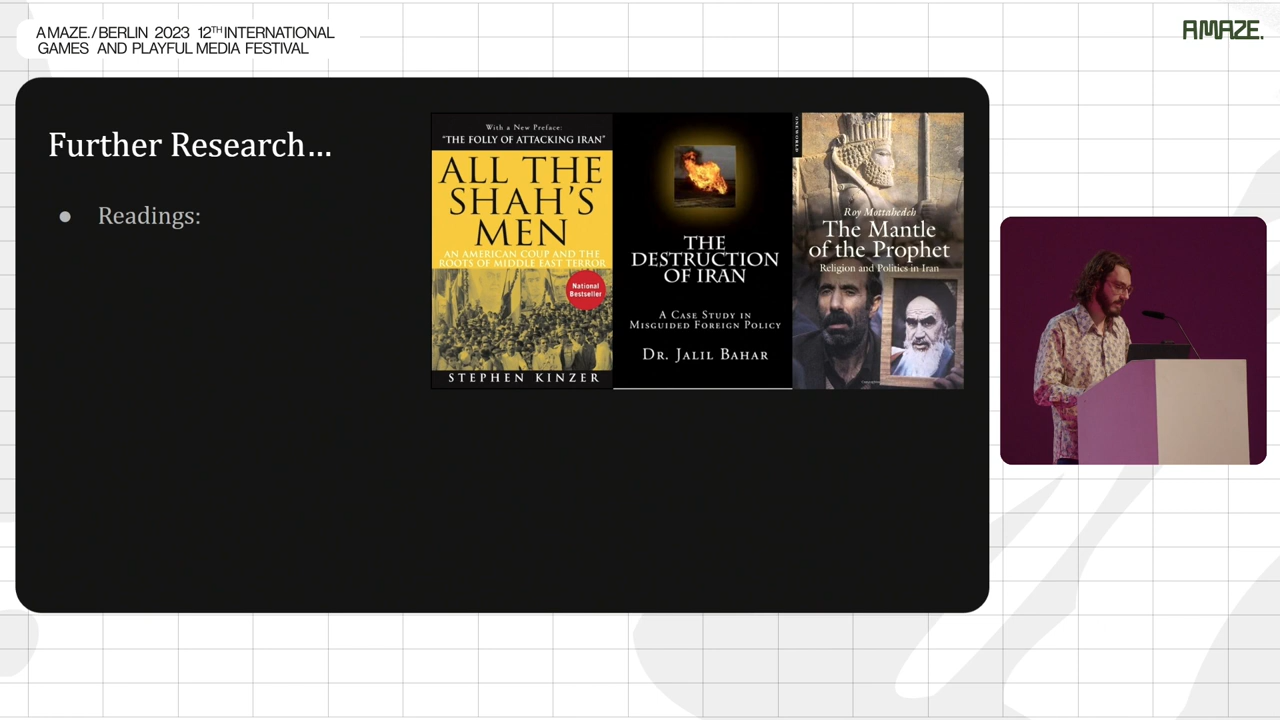 A MAZE. / BERLIN 2023 12TH INTERNATIONAL
GAMES AND PLAYFUL MEDIA FESTIVAL
A MAZE.
Further Research…
● Readings:
With a New Preface:
"THE FOLLY OF ATTACKING IRAN"
ALL THE
SHAH'S
MEN
AN AMERICAN COUP AND THE
ROOTS OF MIDDLE EAST TERROR
National
Bestseller
STEPHEN KINZER
THE
DESTRUCTION
OF IRAN
A CASE STUDY IN
MISGUIDED FOREIGN POLICY
DR. JALIL BAHAR
ONEWORLD
Roy Mottahedeh
The Mantle
of the Prophet
Religion and Politics in Iran